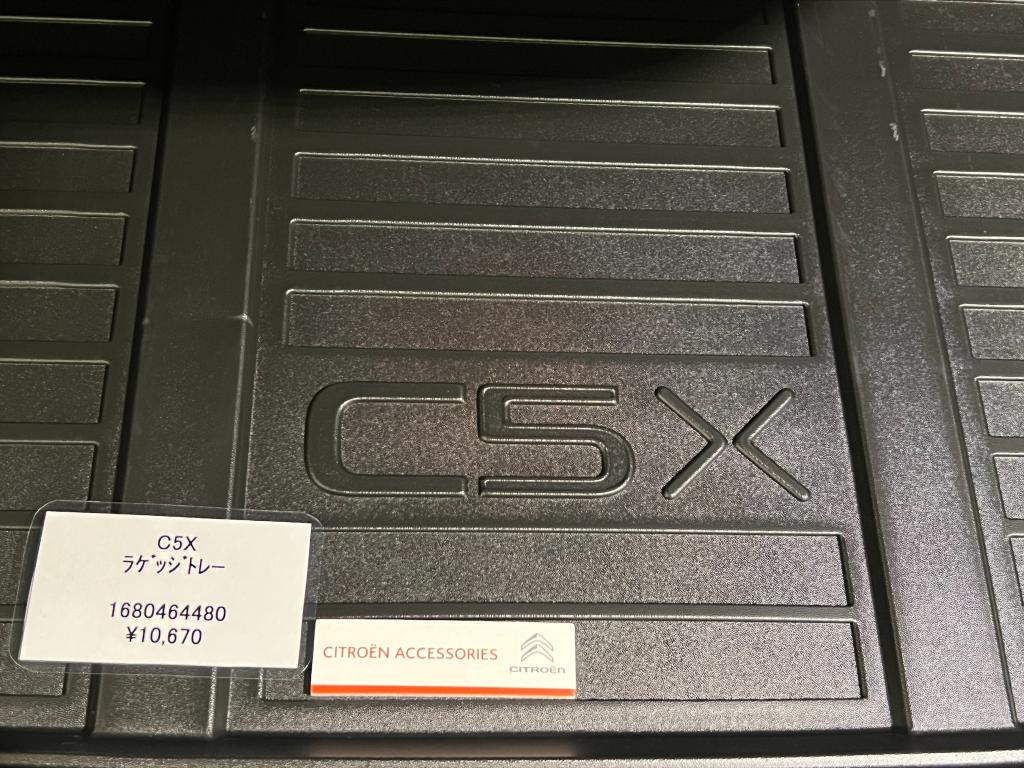 C5X
C5X
ﾗｹﾞｯｼﾞﾄﾚｰ
1680464480
¥10,670
CITROËN ACCESSORIES
CITROËN